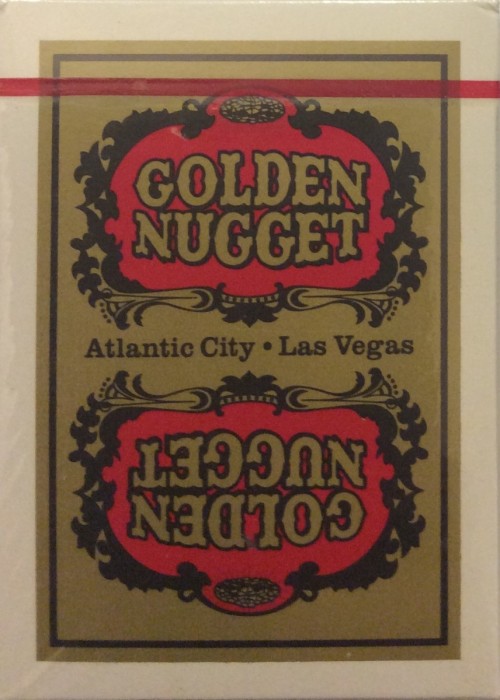 GOLDEN
NUGGET
Atlantic City • Las Vegas
GOLDEN
NUGGET